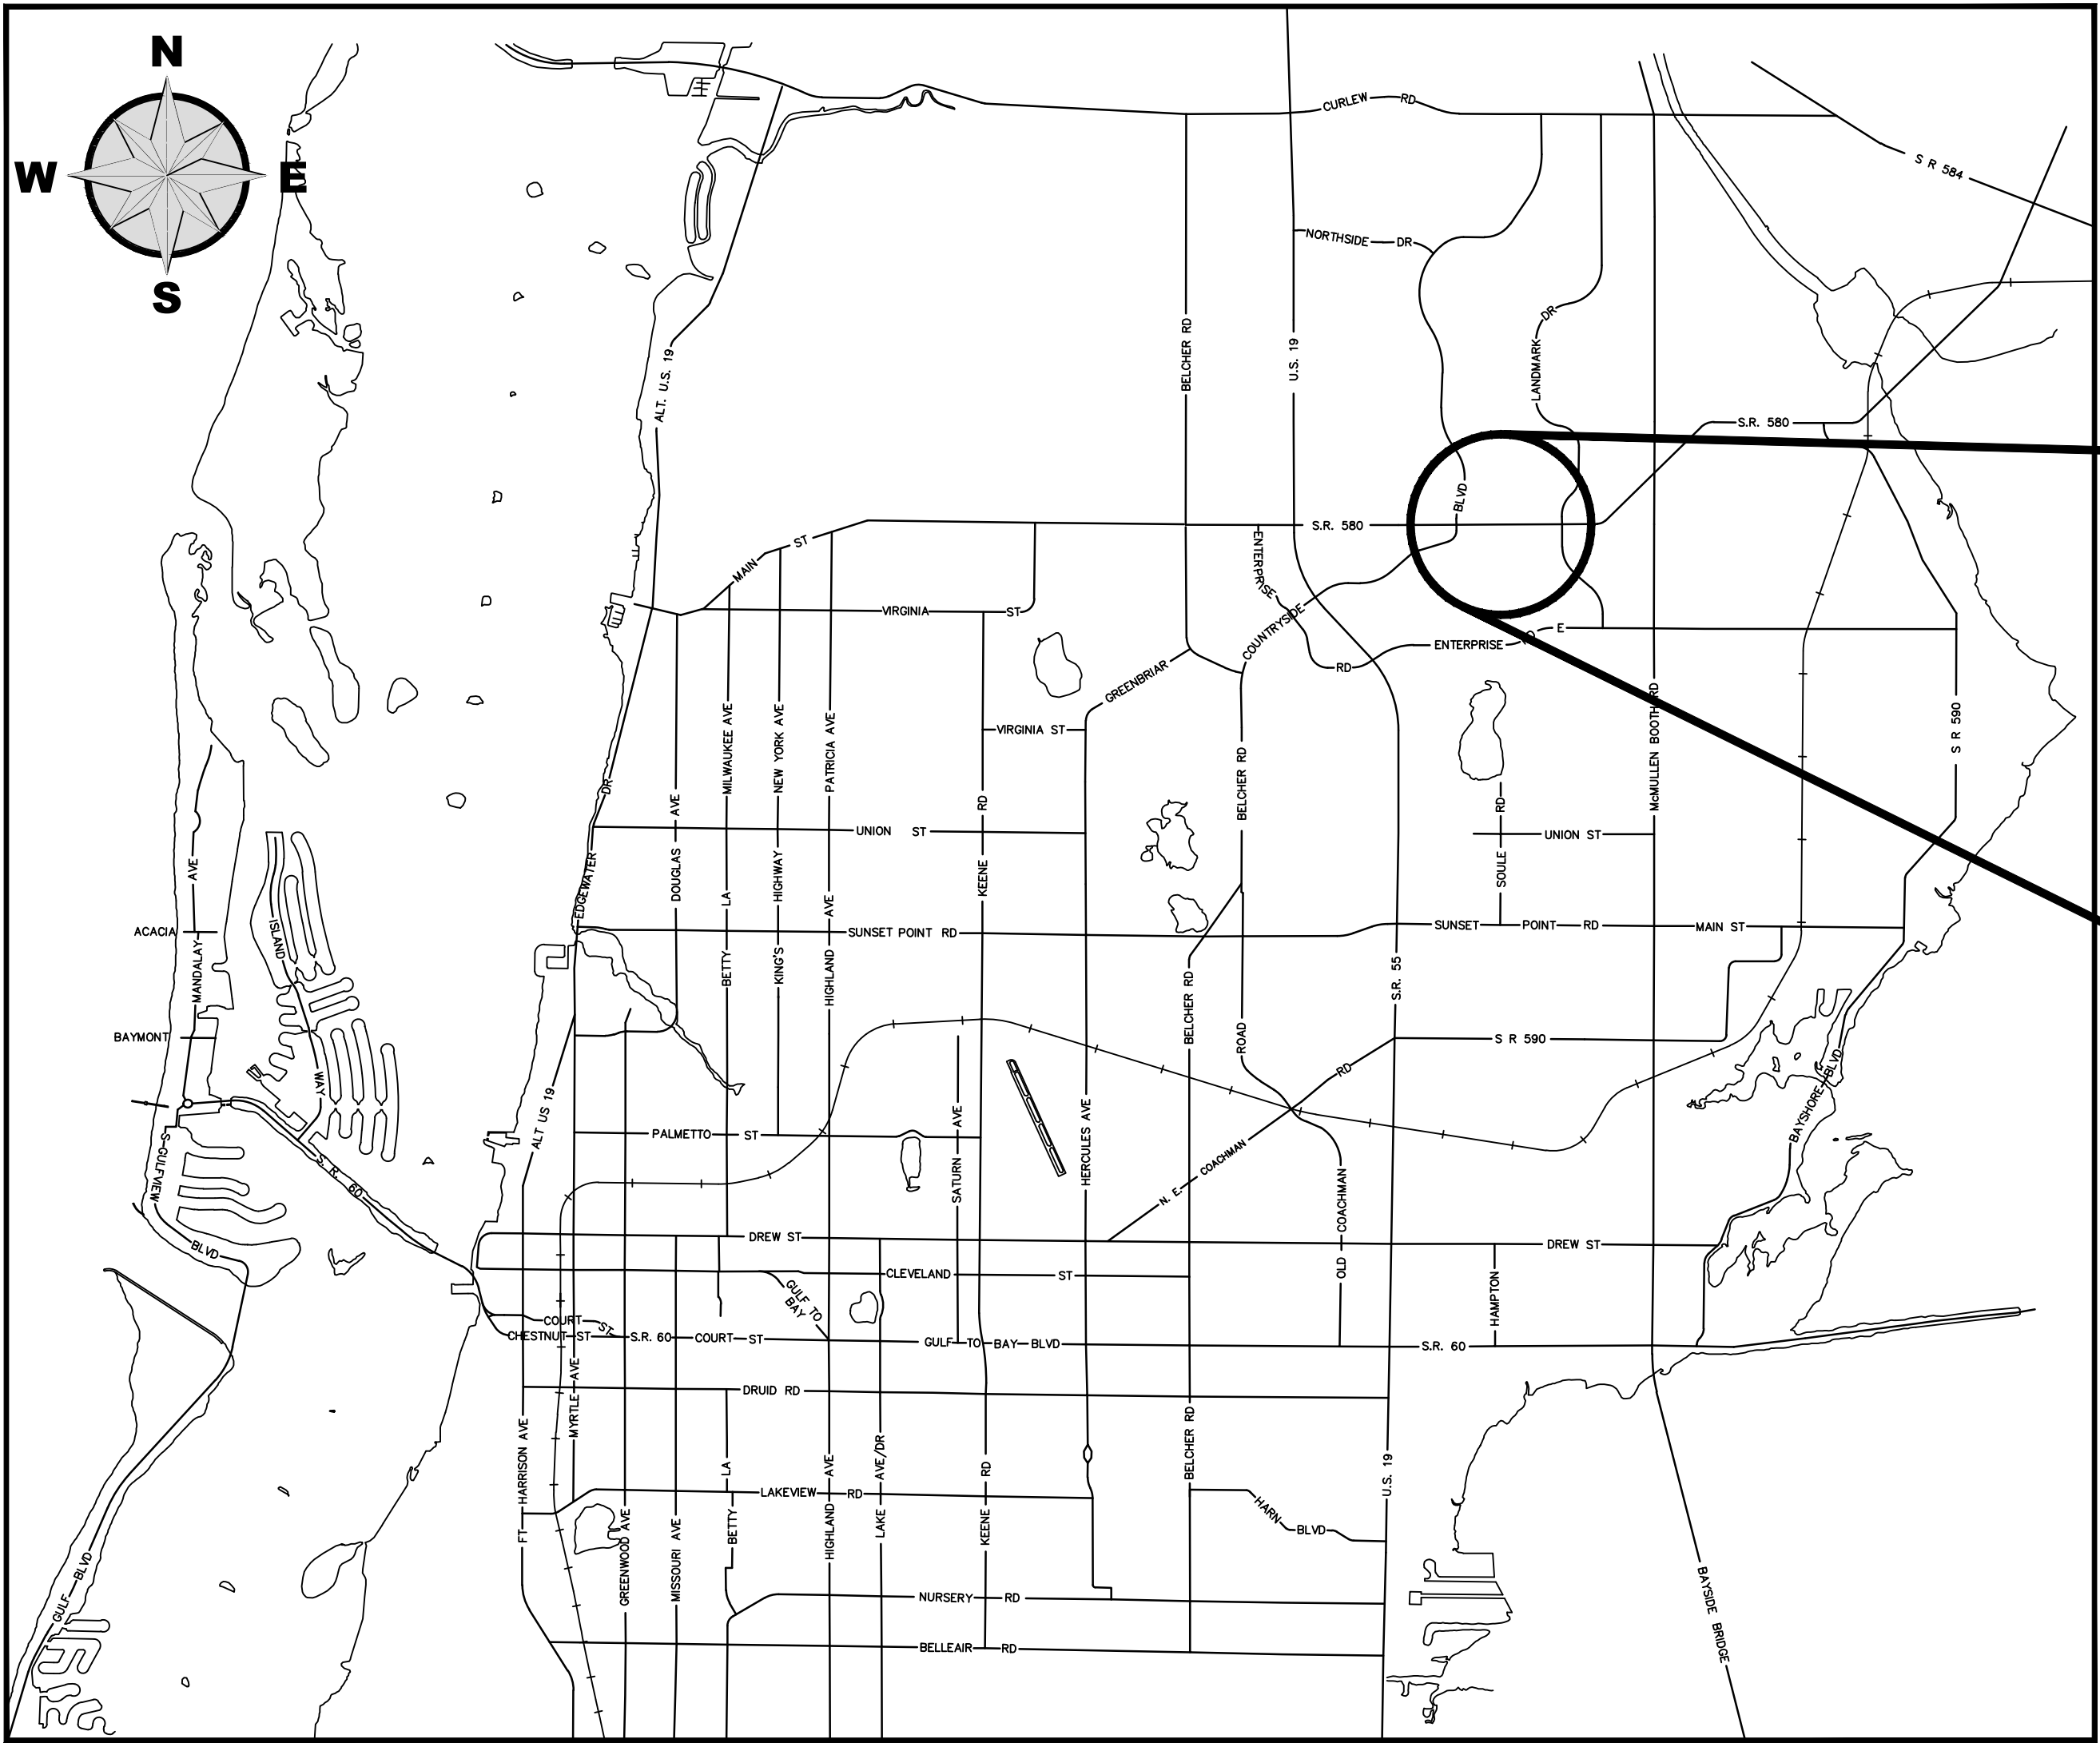 N
W
E
S
CURLEW RD
S R 584
NORTHSIDE DR
BELCHER RD
U.S. 19
LANDMARK DR
ALT. U.S. 19
S.R. 580
BLVD
S.R. 580
MAIN ST
ENTERPRISE
RD
COUNTRYSIDE
VIRGINIA ST
ENTERPRISE RD E
GREENBRIAR
VIRGINIA ST
McMULLEN BOOTH RD
S R 590
MILWAUKEE AVE
NEW YORK AVE
PATRICIA AVE
BELCHER RD
EDGEWATER DR
DOUGLAS AVE
KEENE RD
UNION ST
UNION ST
SOULE RD
BETTY LA
KING'S HIGHWAY
HIGHLAND AVE
SUNSET POINT RD
SUNSET POINT RD
MAIN ST
ACACIA
MANDALAY AVE
ISLAND WAY
BAYMONT
S.R. 55
BELCHER RD
ROAD
S R 590
N. E. COACHMAN RD
BAYSHORE BLVD
ALT US 19
PALMETTO ST
SATURN AVE
HERCULES AVE
OLD COACHMAN
S GULFVIEW
BLVD
S. R. 60
DREW ST
DREW ST
CLEVELAND ST
GULF TO
BAY
HAMPTON
COURT ST
CHESTNUT ST
S.R. 60
COURT ST
GULF TO BAY BLVD
S.R. 60
MYRTLE AVE
DRUID RD
FT HARRISON AVE
GREENWOOD AVE
MISSOURI AVE
BETTY LA
LAKEVIEW RD
HIGHLAND AVE
LAKE AVE/DR
KEENE RD
BELCHER RD
HARN BLVD
U.S. 19
NURSERY RD
BELLEAIR RD
GULF BLVD
BAYSIDE BRIDGE